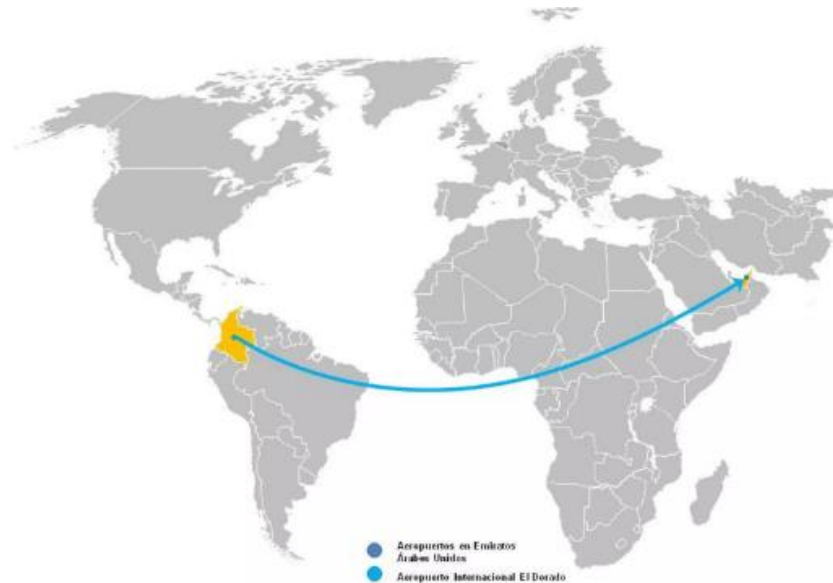 Aeropuertos en Emiratos
Árabes Unidos
Aeropuerto Internacional El Dorado